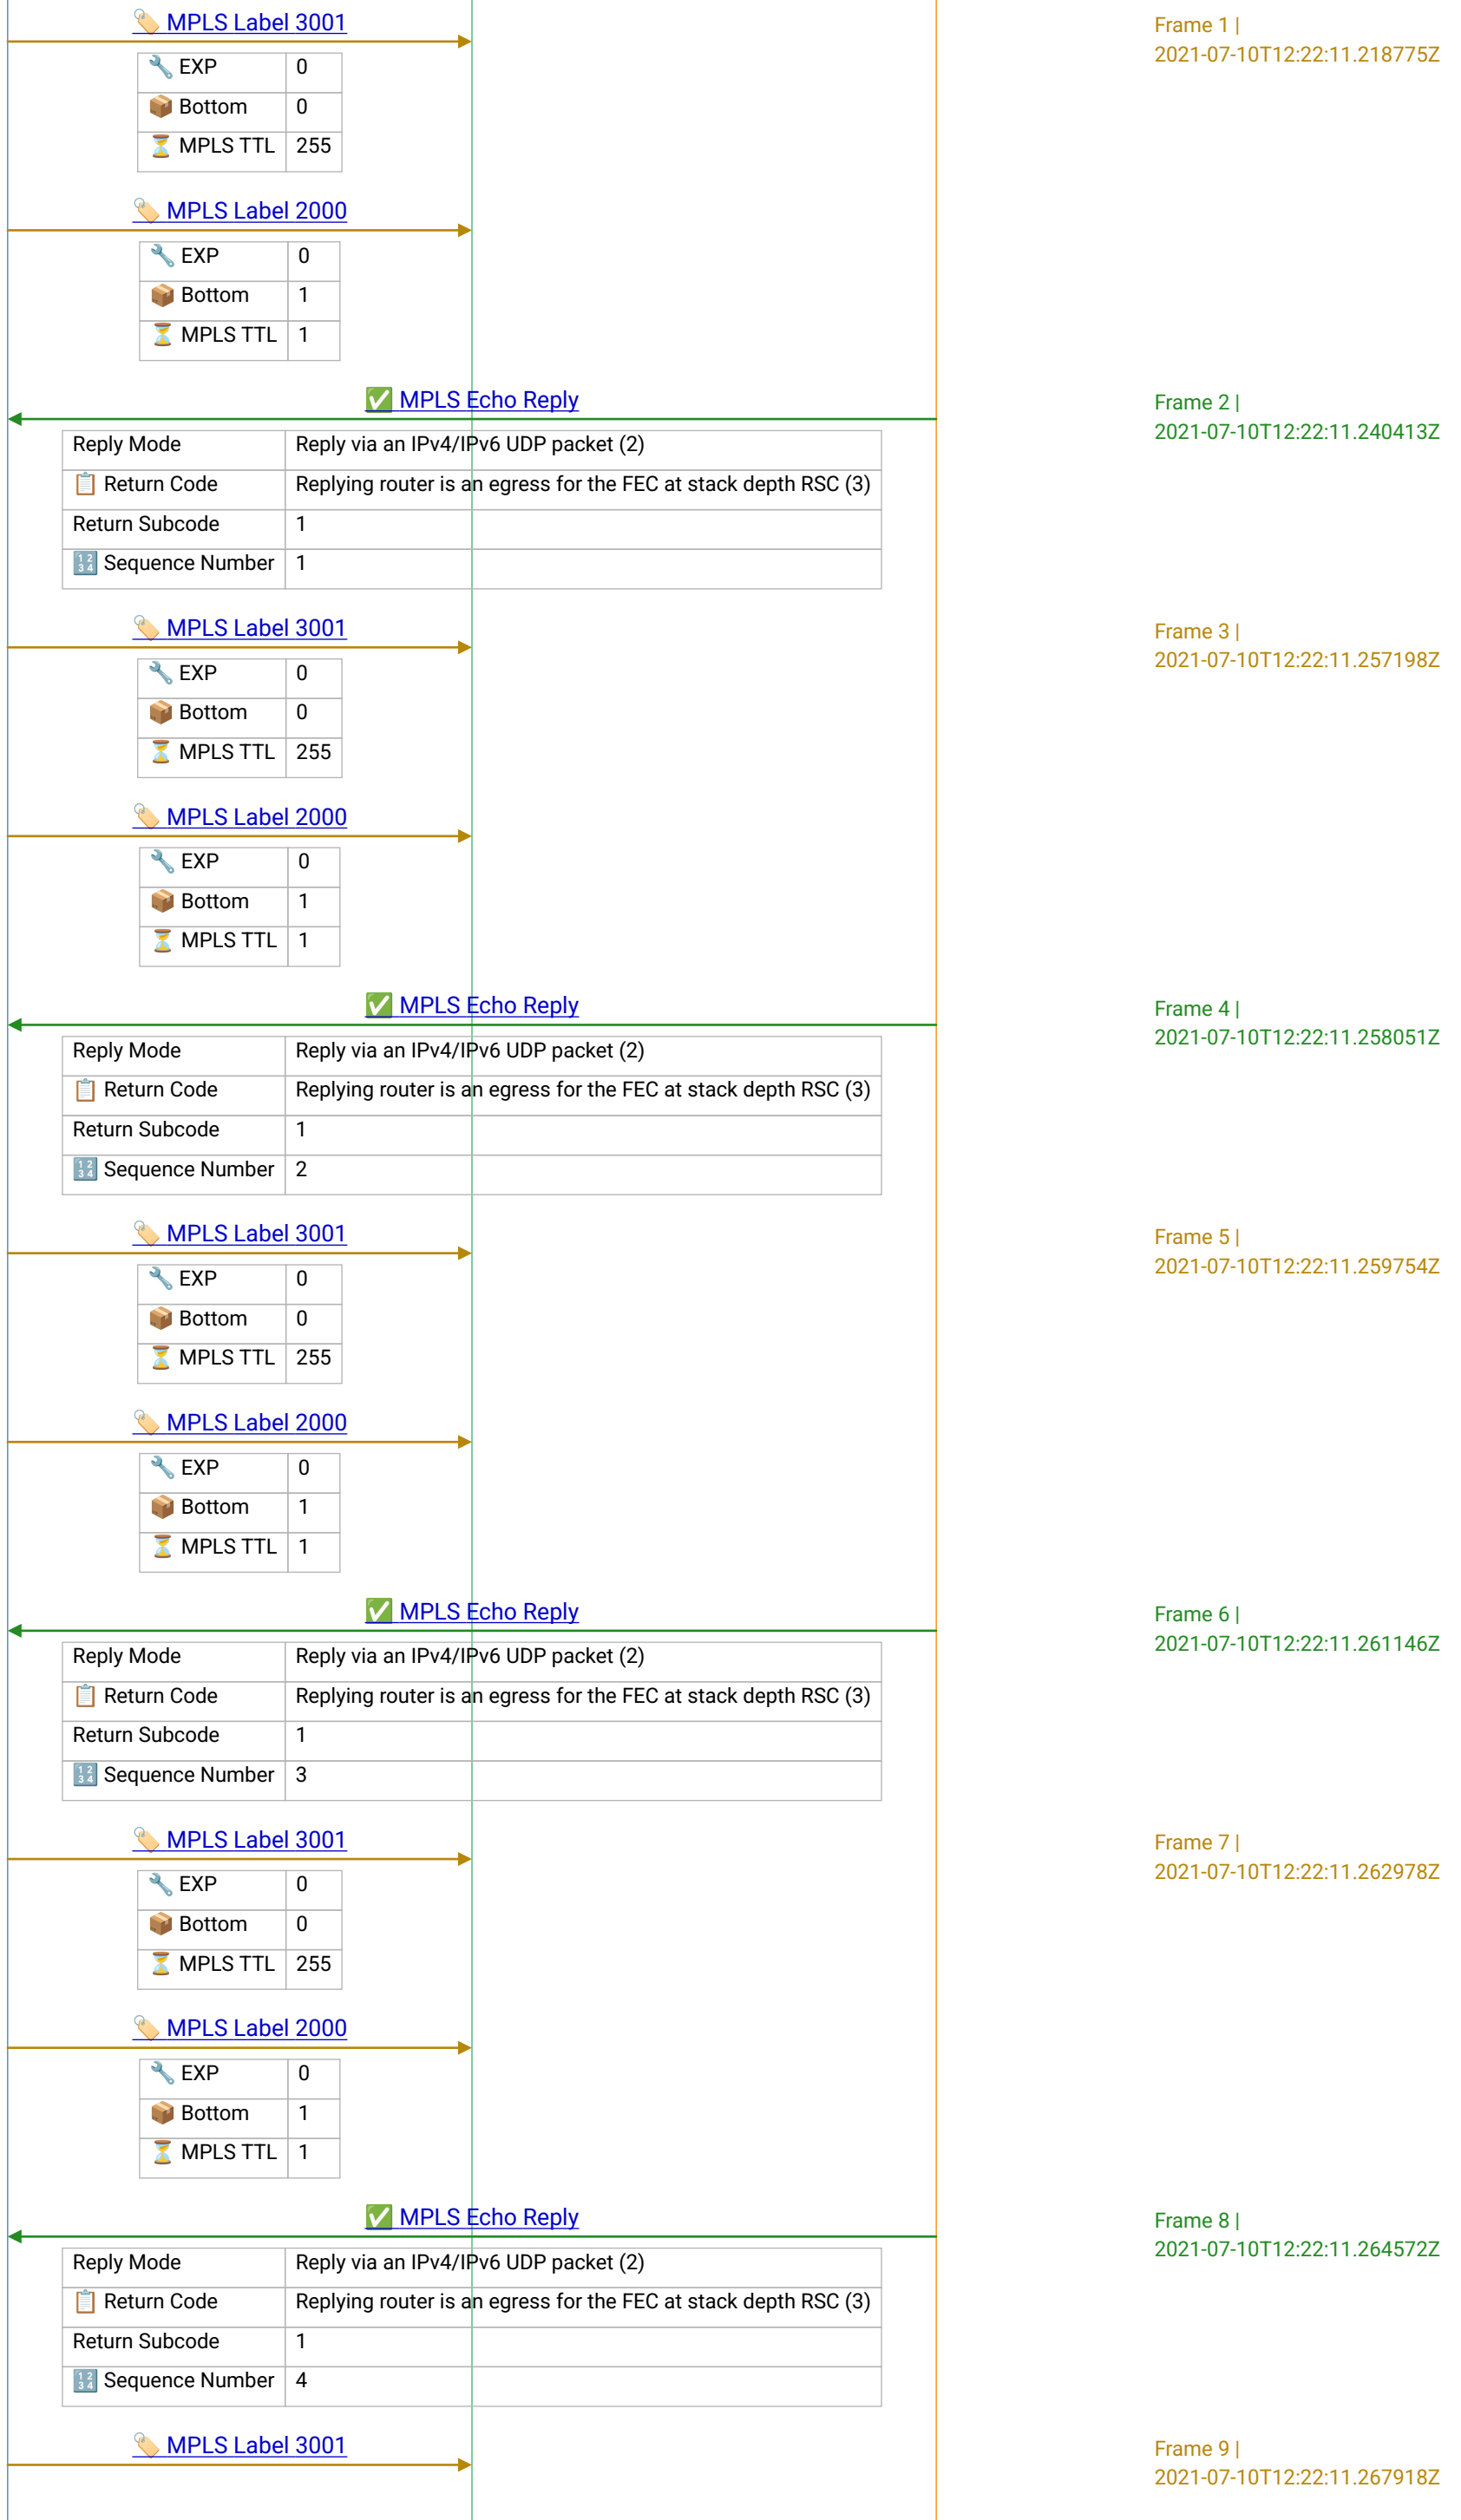 🏷️ MPLS Label 3001
Frame 1 |
2021-07-10T12:22:11.218775Z
🔧 EXP 0
📦 Bottom 0
⏳ MPLS TTL 255
🏷️ MPLS Label 2000
🔧 EXP 0
📦 Bottom 1
⏳ MPLS TTL 1
✅ MPLS Echo Reply
Frame 2 |
2021-07-10T12:22:11.240413Z
Reply Mode Reply via an IPv4/IPv6 UDP packet (2)
📋 Return Code Replying router is an egress for the FEC at stack depth RSC (3)
Return Subcode 1
🔢 Sequence Number 1
🏷️ MPLS Label 3001
Frame 3 |
2021-07-10T12:22:11.257198Z
🔧 EXP 0
📦 Bottom 0
⏳ MPLS TTL 255
🏷️ MPLS Label 2000
🔧 EXP 0
📦 Bottom 1
⏳ MPLS TTL 1
✅ MPLS Echo Reply
Frame 4 |
2021-07-10T12:22:11.258051Z
Reply Mode Reply via an IPv4/IPv6 UDP packet (2)
📋 Return Code Replying router is an egress for the FEC at stack depth RSC (3)
Return Subcode 1
🔢 Sequence Number 2
🏷️ MPLS Label 3001
Frame 5 |
2021-07-10T12:22:11.259754Z
🔧 EXP 0
📦 Bottom 0
⏳ MPLS TTL 255
🏷️ MPLS Label 2000
🔧 EXP 0
📦 Bottom 1
⏳ MPLS TTL 1
✅ MPLS Echo Reply
Frame 6 |
2021-07-10T12:22:11.261146Z
Reply Mode Reply via an IPv4/IPv6 UDP packet (2)
📋 Return Code Replying router is an egress for the FEC at stack depth RSC (3)
Return Subcode 1
🔢 Sequence Number 3
🏷️ MPLS Label 3001
Frame 7 |
2021-07-10T12:22:11.262978Z
🔧 EXP 0
📦 Bottom 0
⏳ MPLS TTL 255
🏷️ MPLS Label 2000
🔧 EXP 0
📦 Bottom 1
⏳ MPLS TTL 1
✅ MPLS Echo Reply
Frame 8 |
2021-07-10T12:22:11.264572Z
Reply Mode Reply via an IPv4/IPv6 UDP packet (2)
📋 Return Code Replying router is an egress for the FEC at stack depth RSC (3)
Return Subcode 1
🔢 Sequence Number 4
🏷️ MPLS Label 3001
Frame 9 |
2021-07-10T12:22:11.267918Z